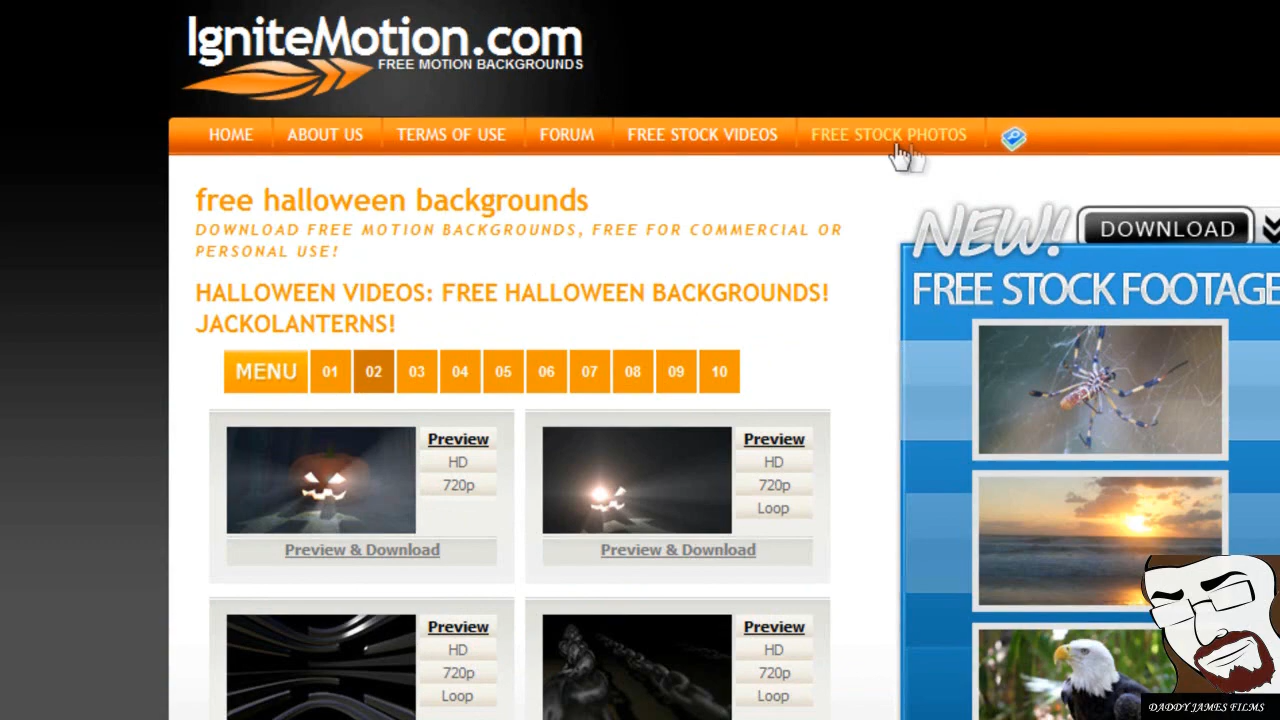 IgniteMotion.com
FREE MOTION BACKGROUNDS
HOME ABOUT US TERMS OF USE FORUM FREE STOCK VIDEOS FREE STOCK PHOTOS
free halloween backgrounds
DOWNLOAD FREE MOTION BACKGROUNDS, FREE FOR COMMERCIAL OR
PERSONAL USE!
HALLOWEEN VIDEOS: FREE HALLOWEEN BACKGROUNDS!
JACKOLANTERNS!
MENU 01 02 03 04 05 06 07 08 09 10
Preview
HD
720p
Preview & Download
Preview
HD
720p
Loop
Preview & Download
Preview
HD
720p
Loop
Preview
HD
720p
Loop
NEW! DOWNLOAD
FREE STOCK FOOTAGE
DADDY JAMES FILMS